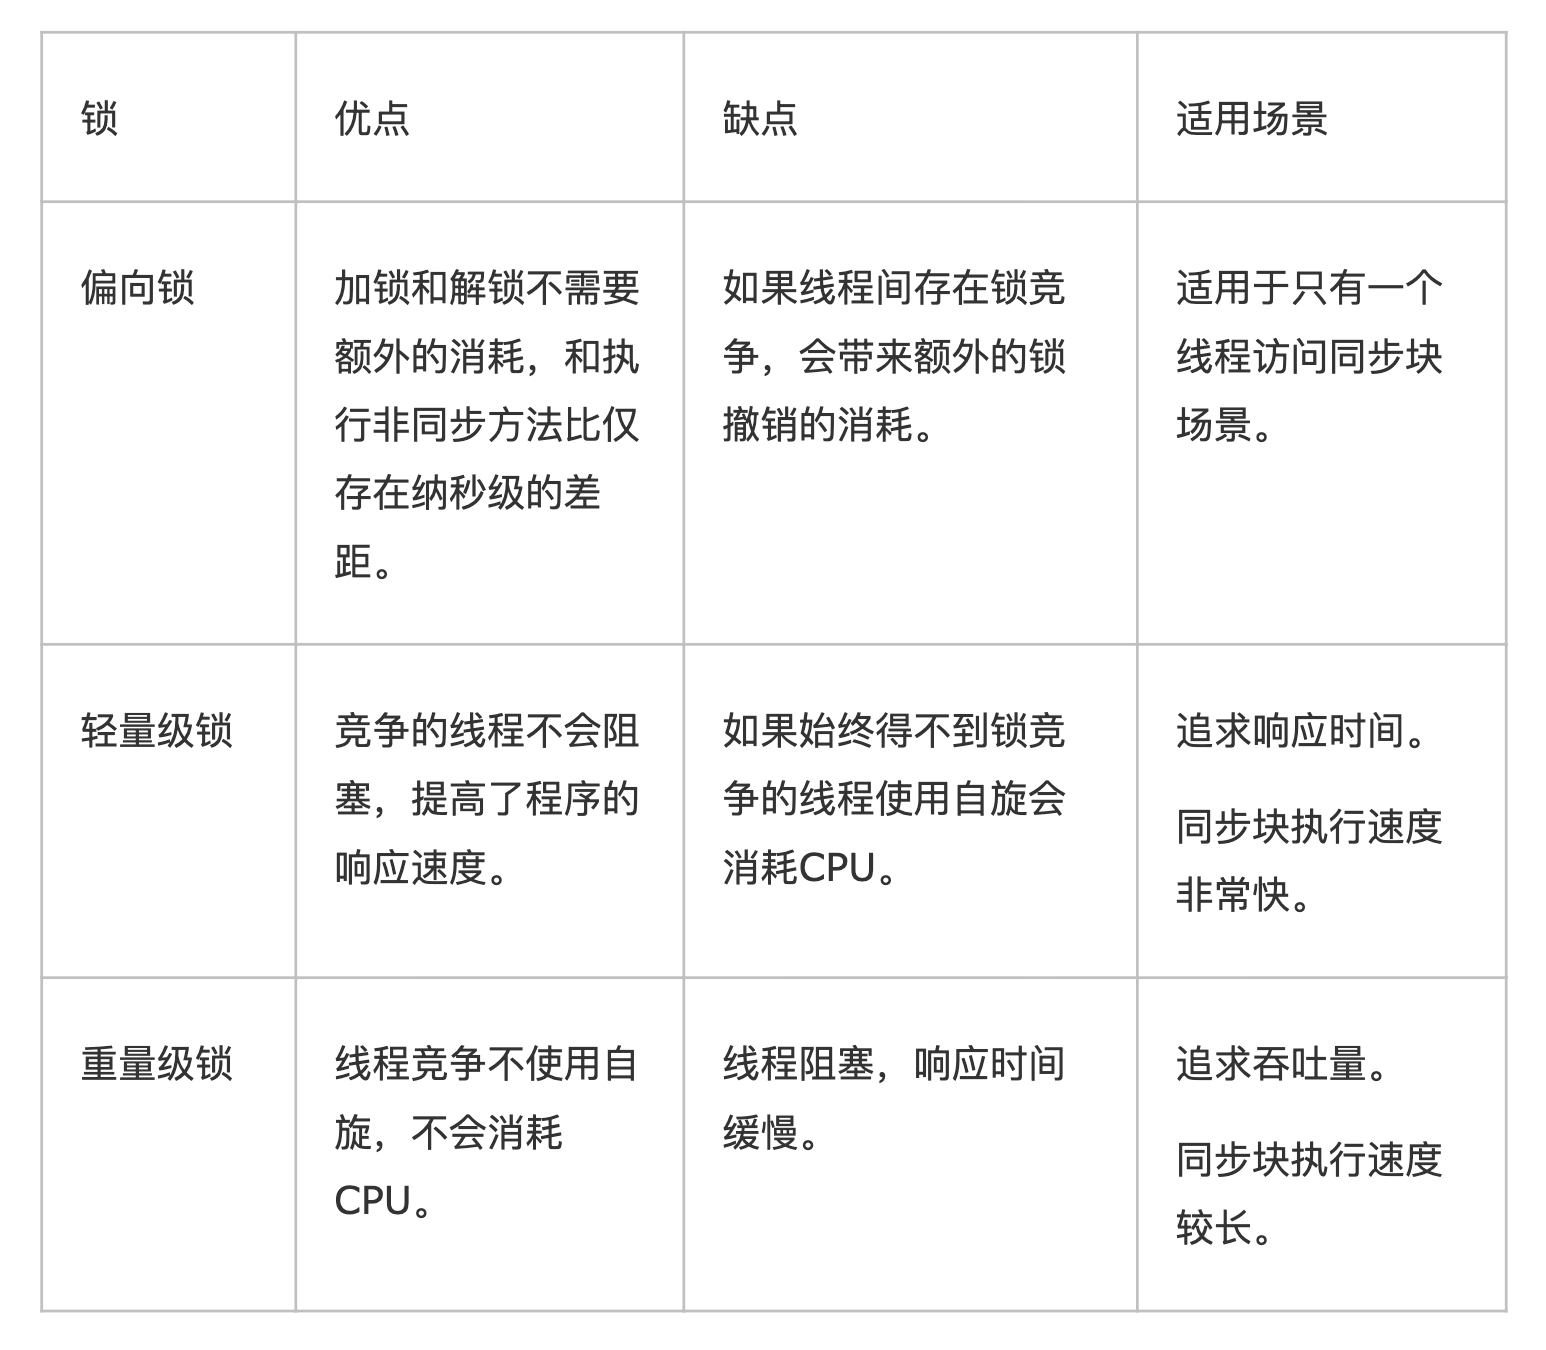 锁
优点
缺点
适用场景
偏向锁
加锁和解锁不需要
额外的消耗，和执
行非同步方法比仅
存在纳秒级的差
距。
如果线程间存在锁竞
争，会带来额外的锁
撤销的消耗。
适用于只有一个
线程访问同步块
场景。
轻量级锁
竞争的线程不会阻
塞，提高了程序的
响应速度。
如果始终得不到锁竞
争的线程使用自旋会
消耗CPU。
追求响应时间。
同步块执行速度
非常快。
重量级锁
线程竞争不使用自
旋，不会消耗
CPU。
线程阻塞，响应时间
缓慢。
追求吞吐量。
同步块执行速度
较长。